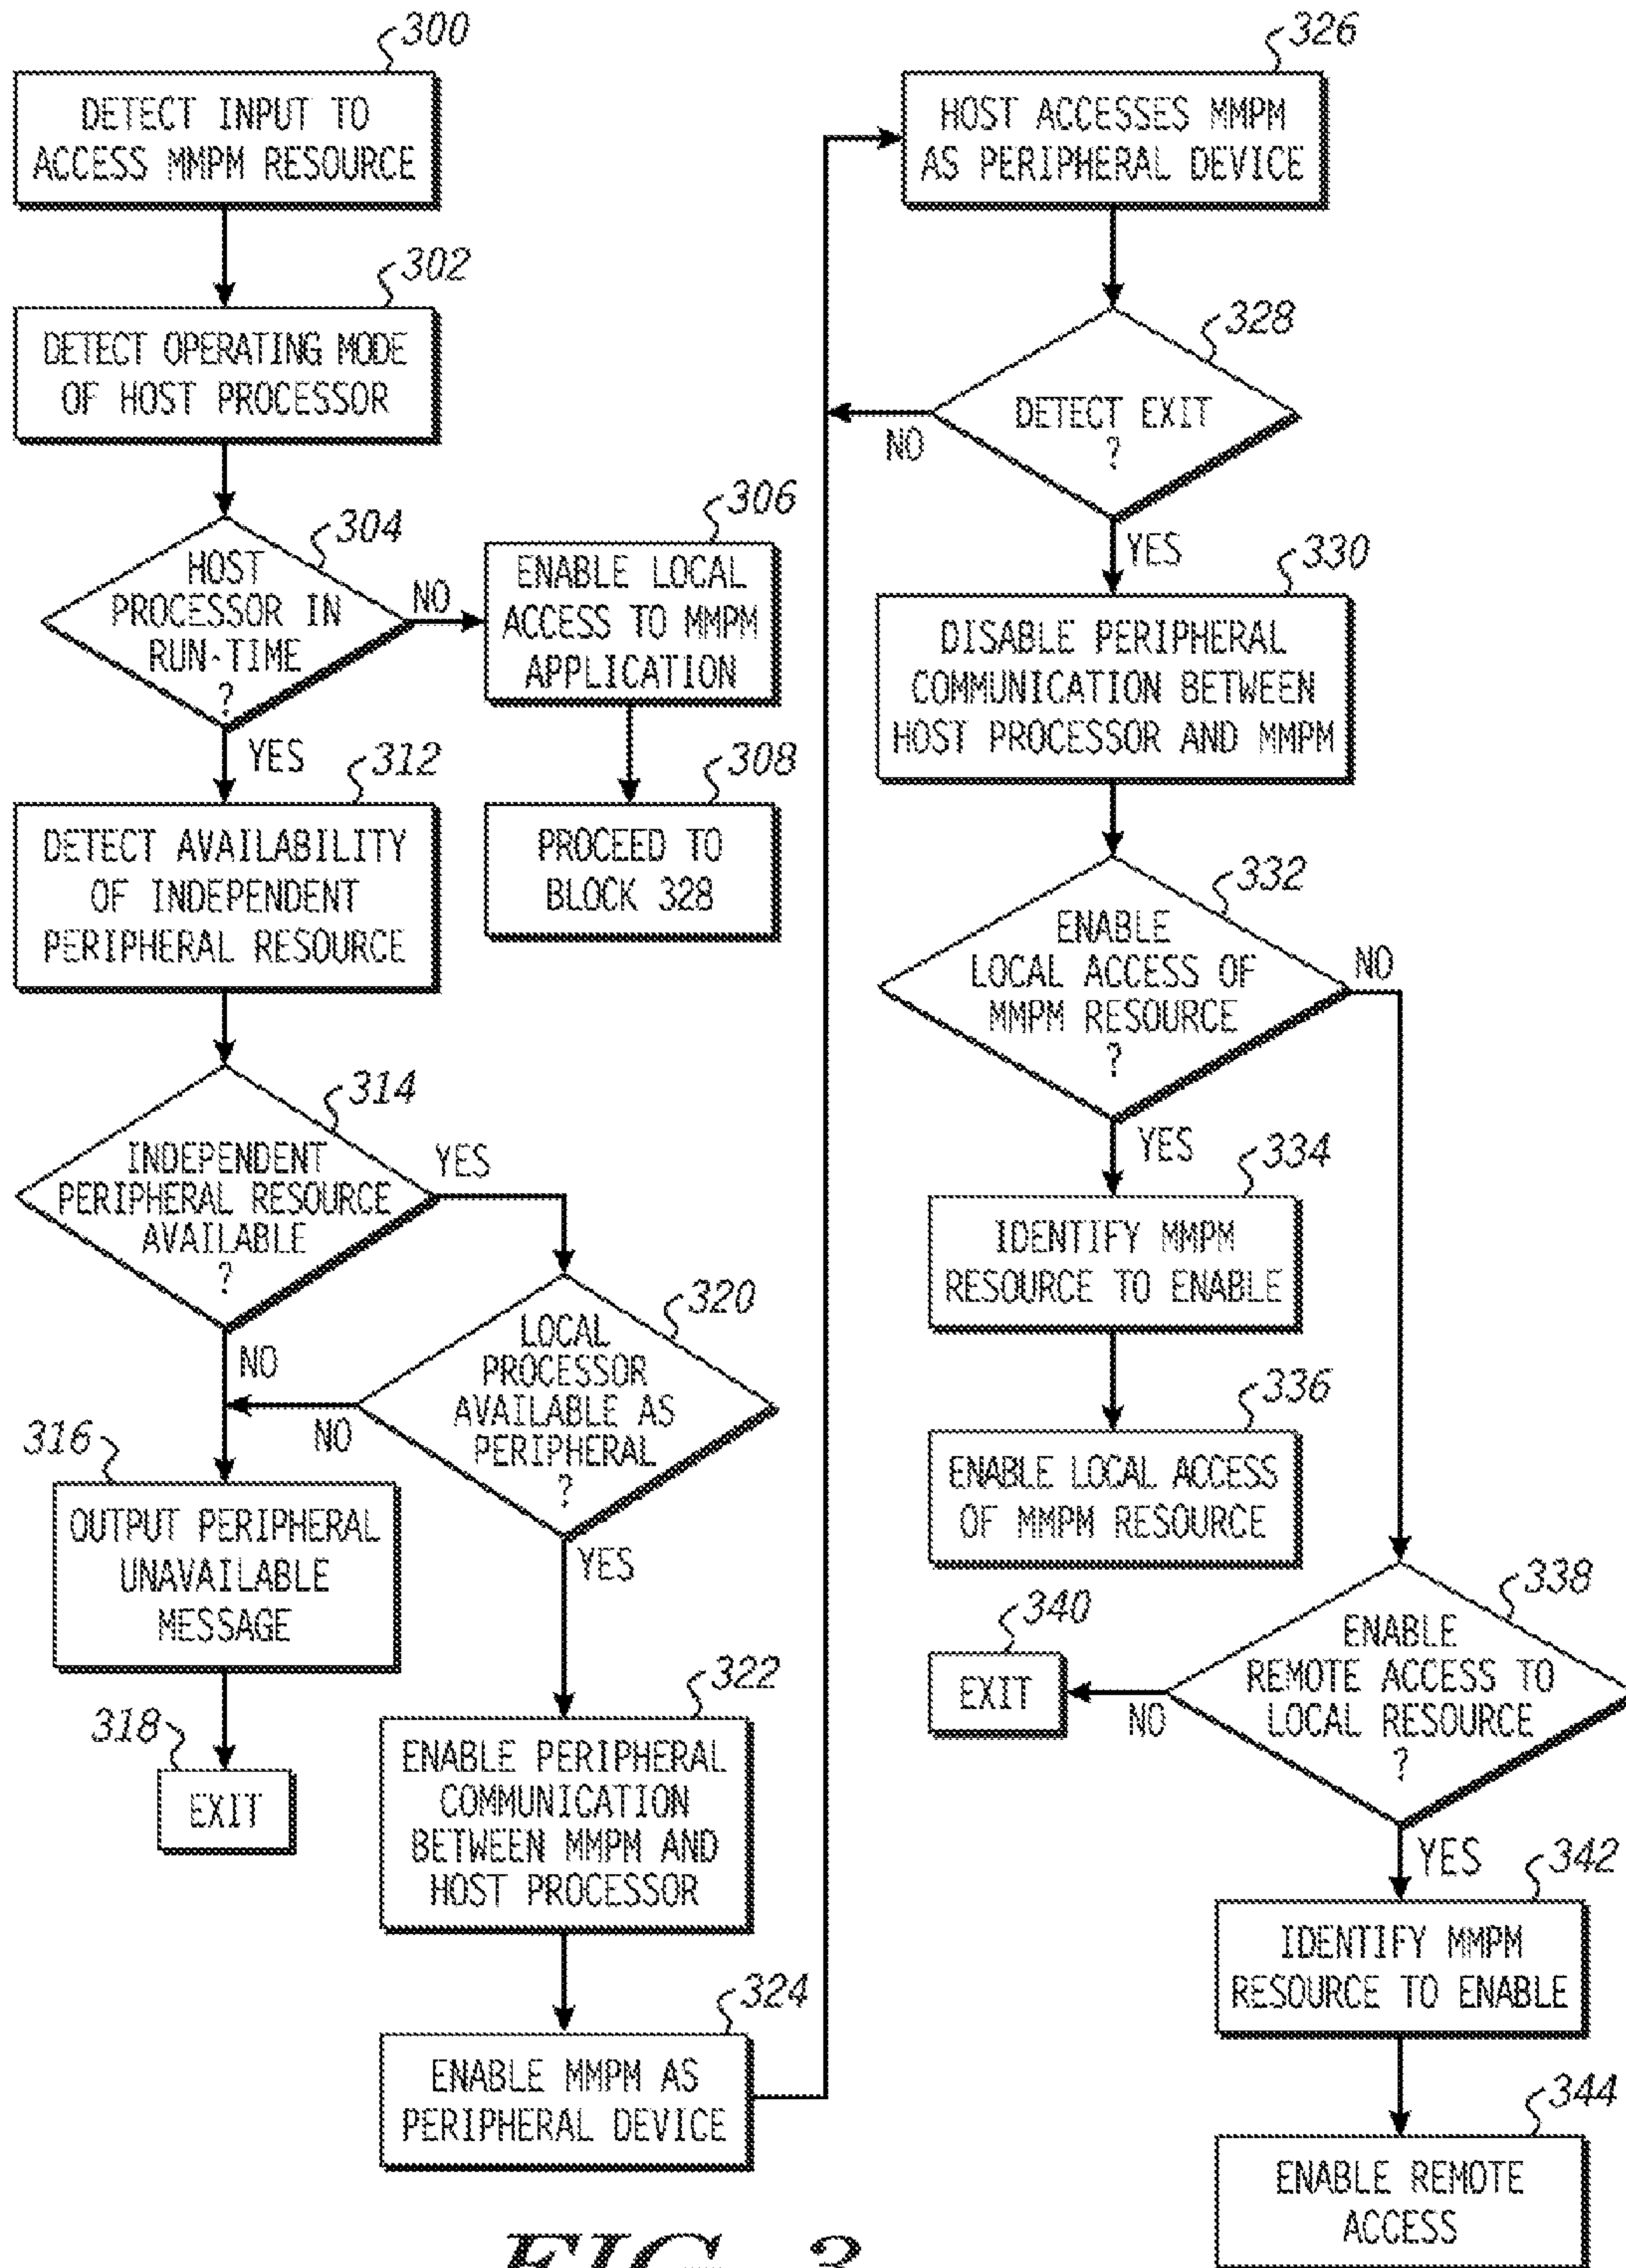 300
DETECT INPUT TO
ACCESS MMPM RESOURCE
302
DETECT OPERATING MODE
OF HOST PROCESSOR
304
HOST
PROCESSOR IN
RUN-TIME
?
NO
YES
306
ENABLE LOCAL
ACCESS TO MMPM
APPLICATION
308
PROCEED TO
BLOCK 328
312
DETECT AVAILABILITY
OF INDEPENDENT
PERIPHERAL RESOURCE
314
INDEPENDENT
PERIPHERAL RESOURCE
AVAILABLE
?
YES
NO
316
OUTPUT PERIPHERAL
UNAVAILABLE
MESSAGE
318
EXIT
320
LOCAL
PROCESSOR
AVAILABLE AS
PERIPHERAL
?
NO
YES
322
ENABLE PERIPHERAL
COMMUNICATION
BETWEEN MMPM AND
HOST PROCESSOR
324
ENABLE MMPM AS
PERIPHERAL DEVICE
326
HOST ACCESSES MMPM
AS PERIPHERAL DEVICE
328
DETECT EXIT
?
NO
YES
330
DISABLE PERIPHERAL
COMMUNICATION BETWEEN
HOST PROCESSOR AND MMPM
332
ENABLE
LOCAL ACCESS OF
MMPM RESOURCE
?
NO
YES
334
IDENTIFY MMPM
RESOURCE TO ENABLE
336
ENABLE LOCAL ACCESS
OF MMPM RESOURCE
338
ENABLE
REMOTE ACCESS TO
LOCAL RESOURCE
?
NO
340
EXIT
YES
342
IDENTIFY MMPM
RESOURCE TO ENABLE
344
ENABLE REMOTE
ACCESS
FIG. 3